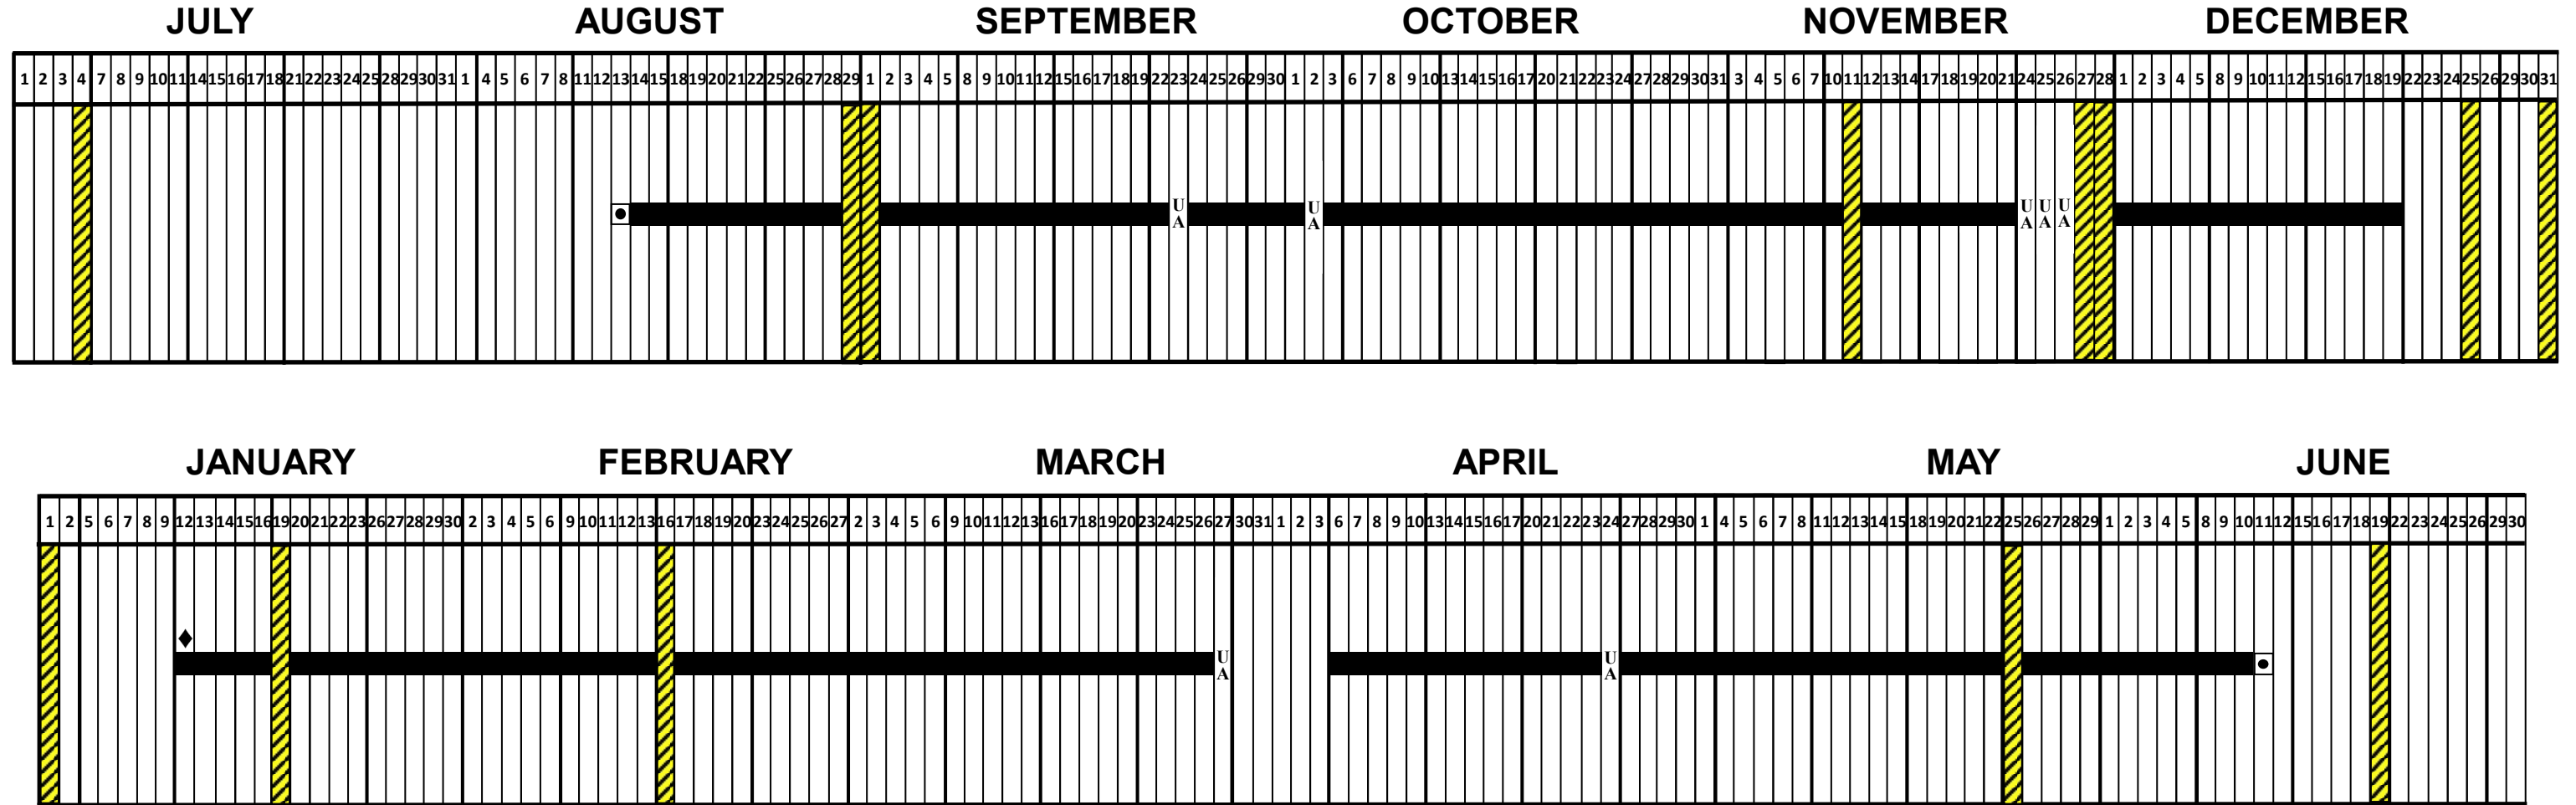 JULY AUGUST SEPTEMBER OCTOBER NOVEMBER DECEMBER
1 2 3 4 7 8 9 10 11 14 15 16 17 18 21 22 23 24 25 28 29 30 31 1 4 5 6 7 8 11 12 13 14 15 18 19 20 21 22 25 26 27 28 29 1 2 3 4 5 8 9 10 11 12 15 16 17 18 19 22 23 24 25 26 29 30 1 2 3 6 7 8 9 10 13 14 15 16 17 20 21 22 23 24 27 28 29 30 31 3 4 5 6 7 10 11 12 13 14 17 18 19 20 21 24 25 26 27 28 1 2 3 4 5 8 9 10 11 12 15 16 17 18 19 22 23 24 25 26 29 30 31
U U U U U
A A A A A
JANUARY FEBRUARY MARCH APRIL MAY JUNE
1 2 5 6 7 8 9 12 13 14 15 16 19 20 21 22 23 26 27 28 29 30 2 3 4 5 6 9 10 11 12 13 16 17 18 19 20 23 24 25 26 27 2 3 4 5 6 9 10 11 12 13 16 17 18 19 20 23 24 25 26 27 30 31 1 2 3 6 7 8 9 10 13 14 15 16 17 20 21 22 23 24 27 28 29 30 1 4 5 6 7 8 11 12 13 14 15 18 19 20 21 22 25 26 27 28 29 1 2 3 4 5 8 9 10 11 12 15 16 17 18 19 22 23 24 25 26 29 30
U U
A A